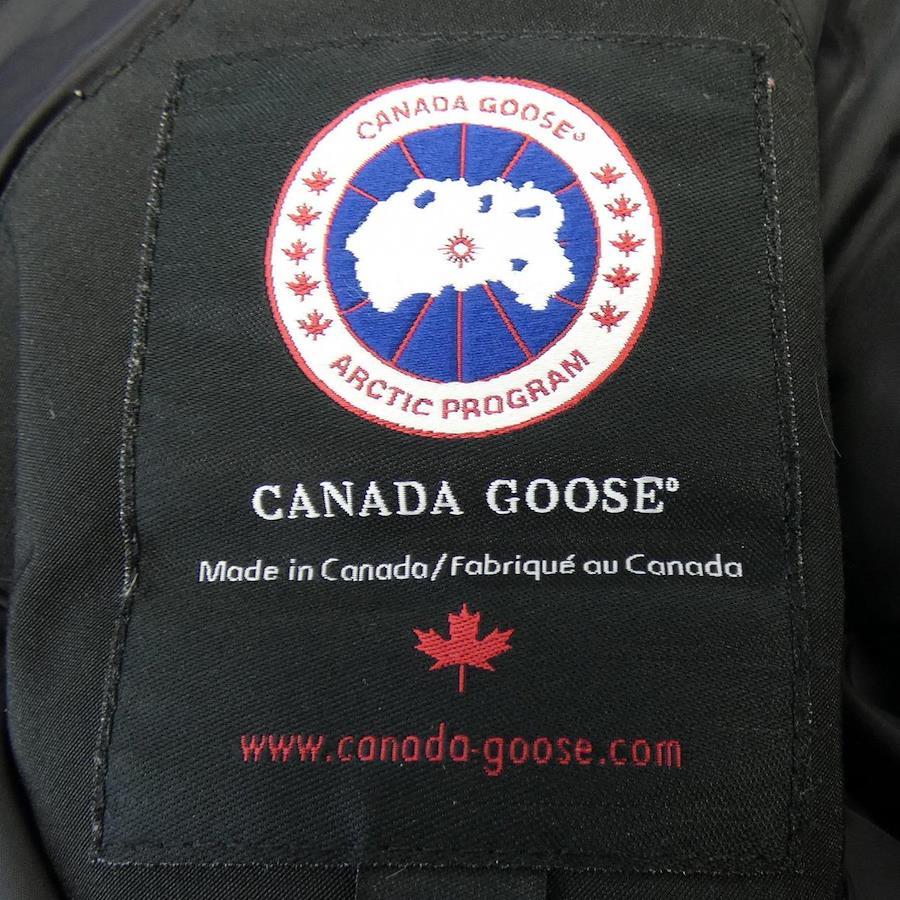 CANADA GOOSE®
ARCTIC PROGRAM
CANADA GOOSE®
Made in Canada/Fabriqué au Canada
www.canada-goose.com